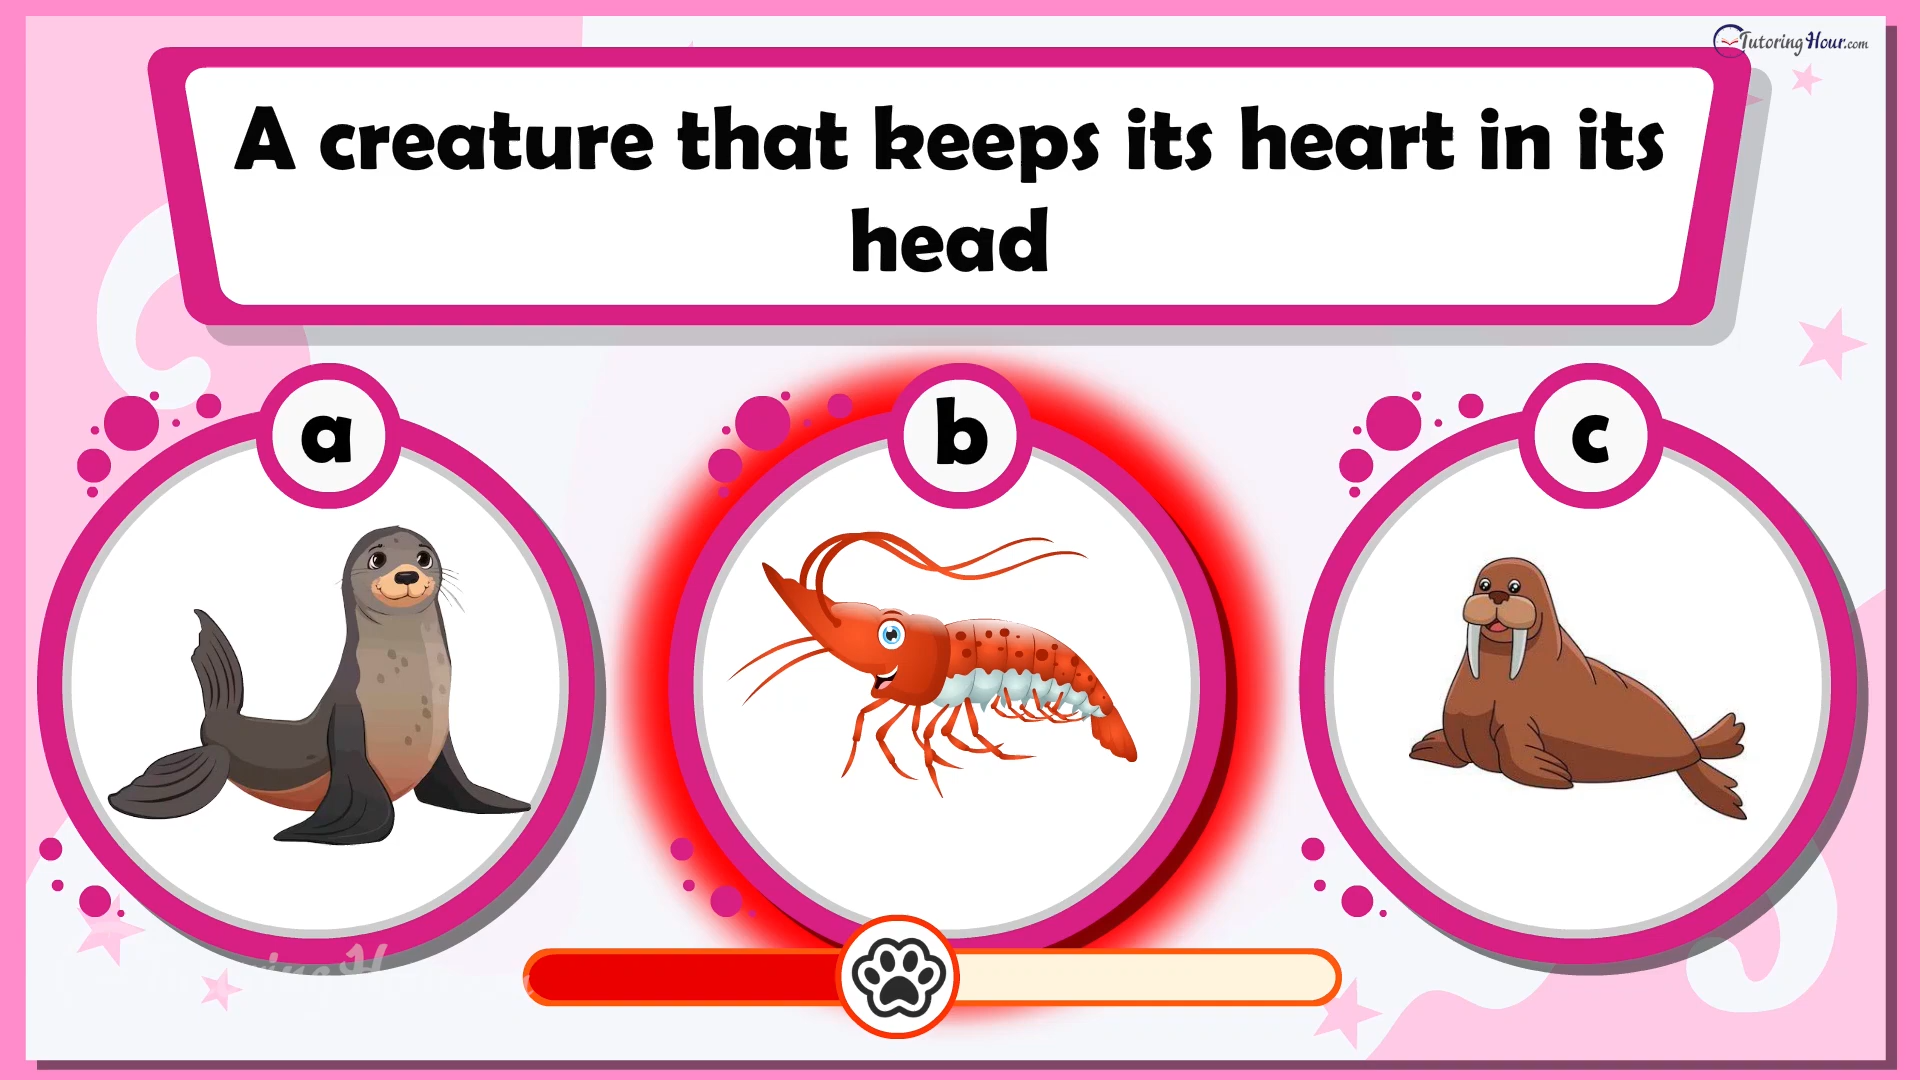 TutoringHour.com
A creature that keeps its heart in its
head
a
b
c